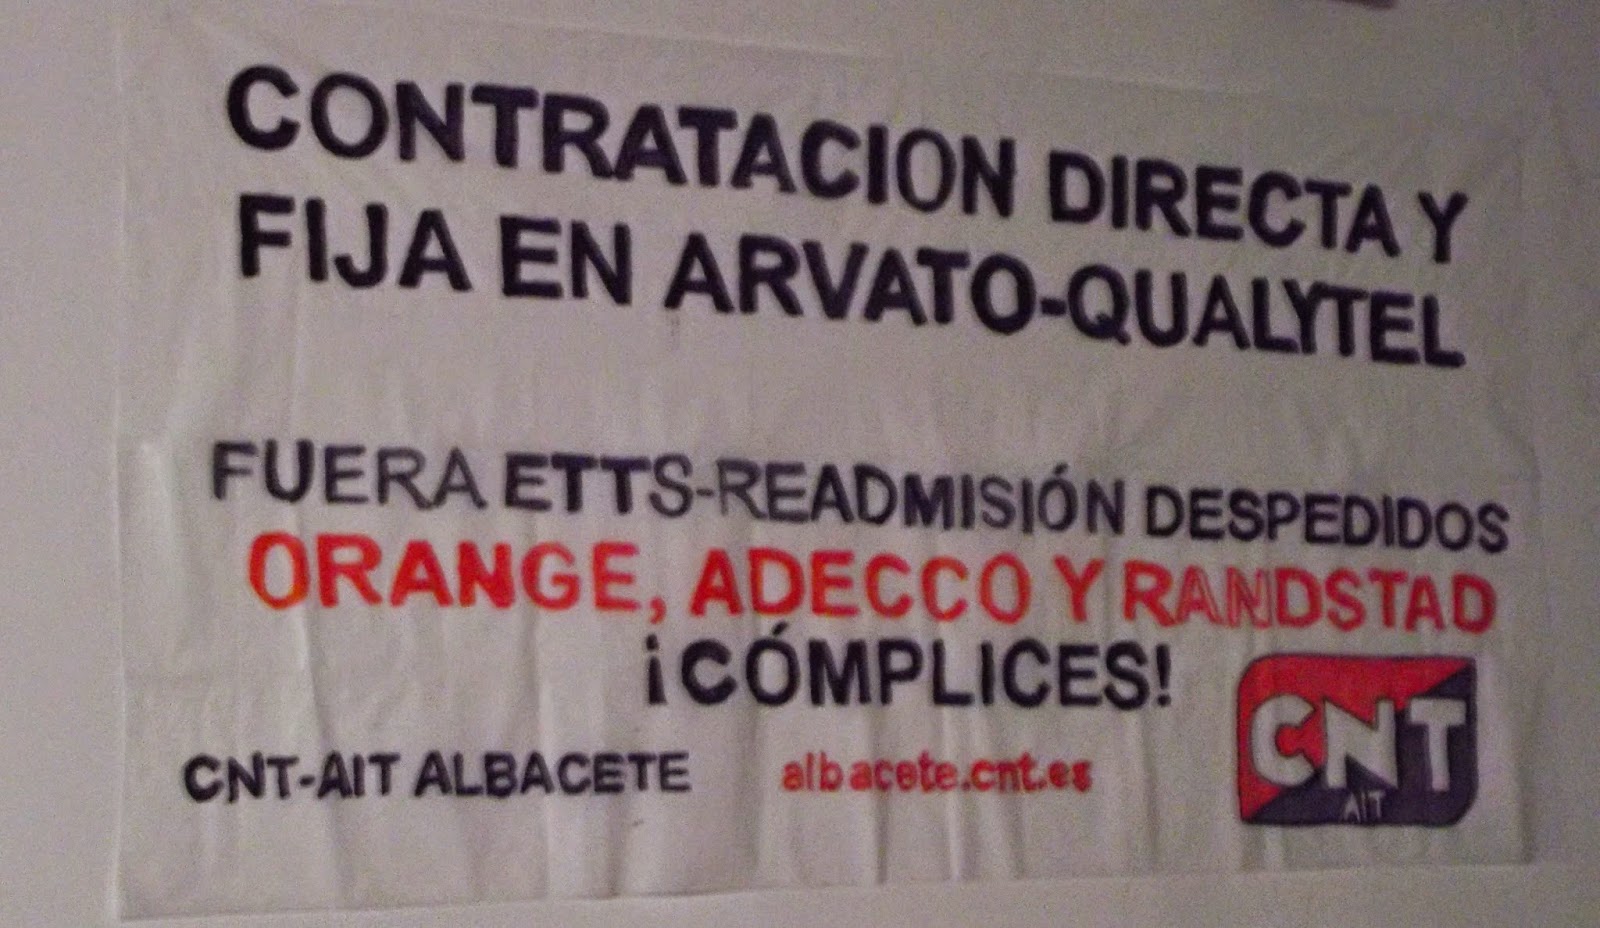 CONTRATACION DIRECTA Y
FIJA EN ARVATO-QUALYTEL
FUERA ETTS-READMISIÓN DESPEDIDOS
ORANGE, ADECCO Y RANDSTAD
¡CÓMPLICES!
CNT-AIT ALBACETE albacete.cnt.es
CNT
AIT